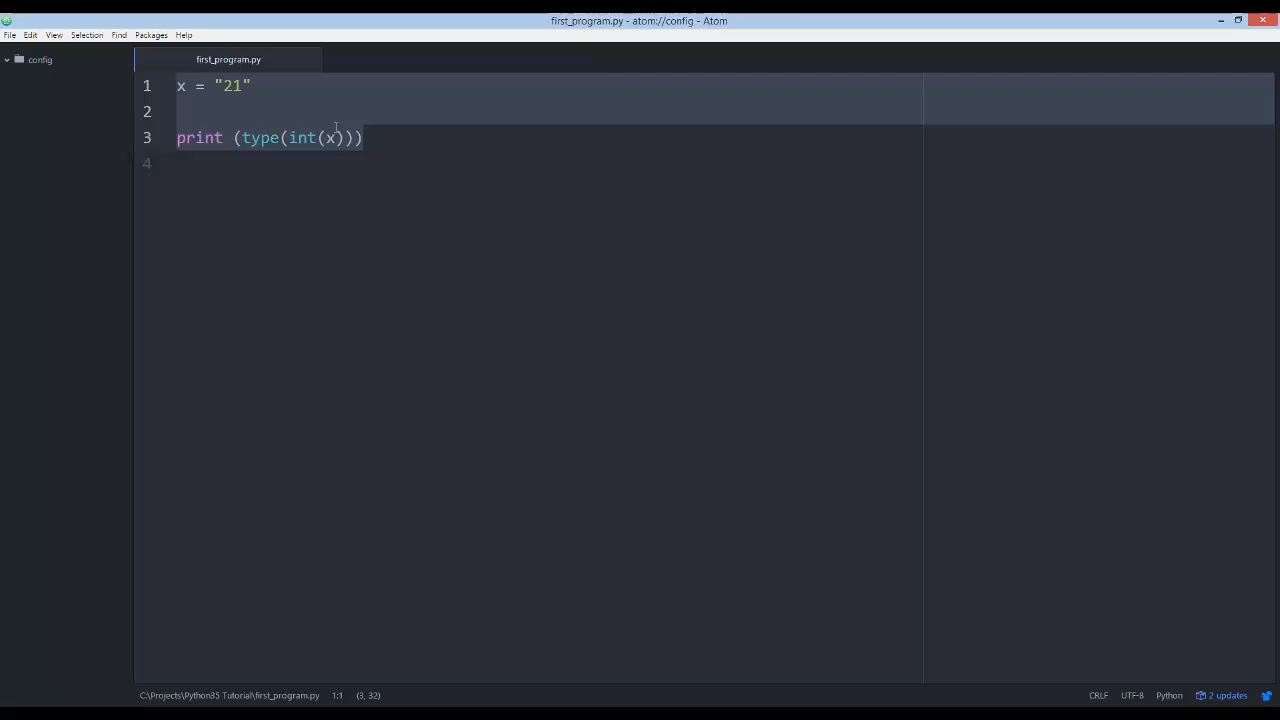 first_program.py - atom://config - Atom
File Edit View Selection Find Packages Help
config
first_program.py
1 x = "21"
2
3 print (type(int(x)))
4
C:\Projects\Python35 Tutorial\first_program.py 1:1 (3, 32) CRLF UTF-8 Python 2 updates